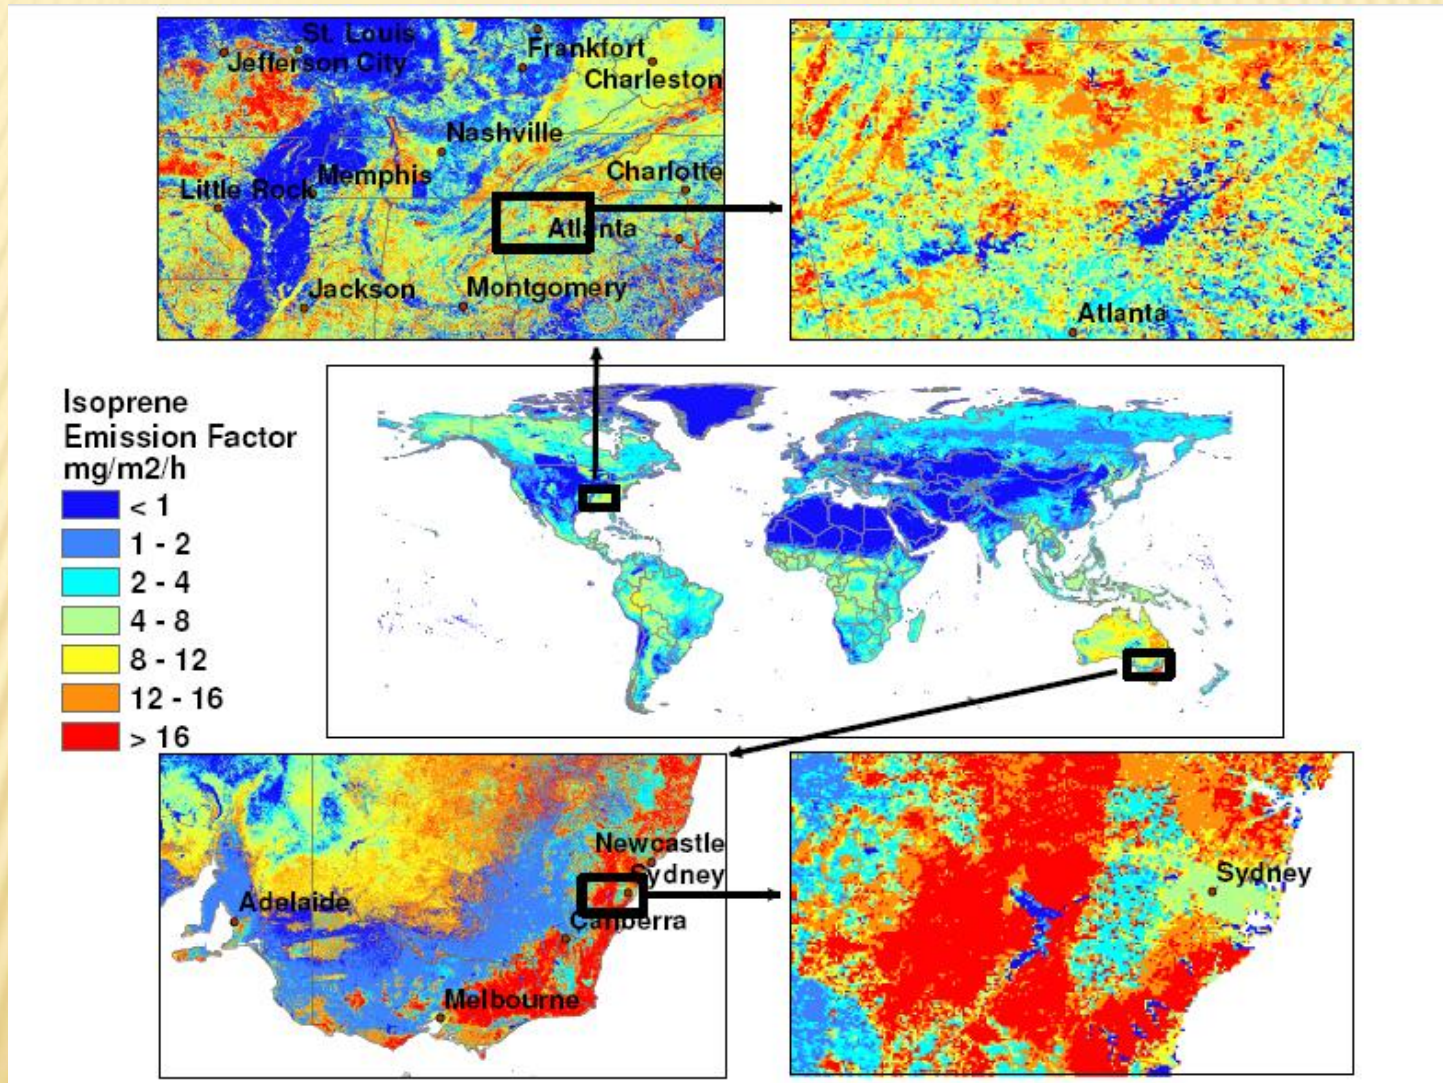 St. Louis
Jefferson City
Frankfort
Charleston
Nashville
Charlotte
Little Rock
Memphis
Atlanta
Jackson
Montgomery
Atlanta
Isoprene
Emission Factor
mg/m2/h
< 1
1 - 2
2 - 4
4 - 8
8 - 12
12 - 16
> 16
Newcastle
Sydney
Adelaide
Canberra
Melbourne
Sydney